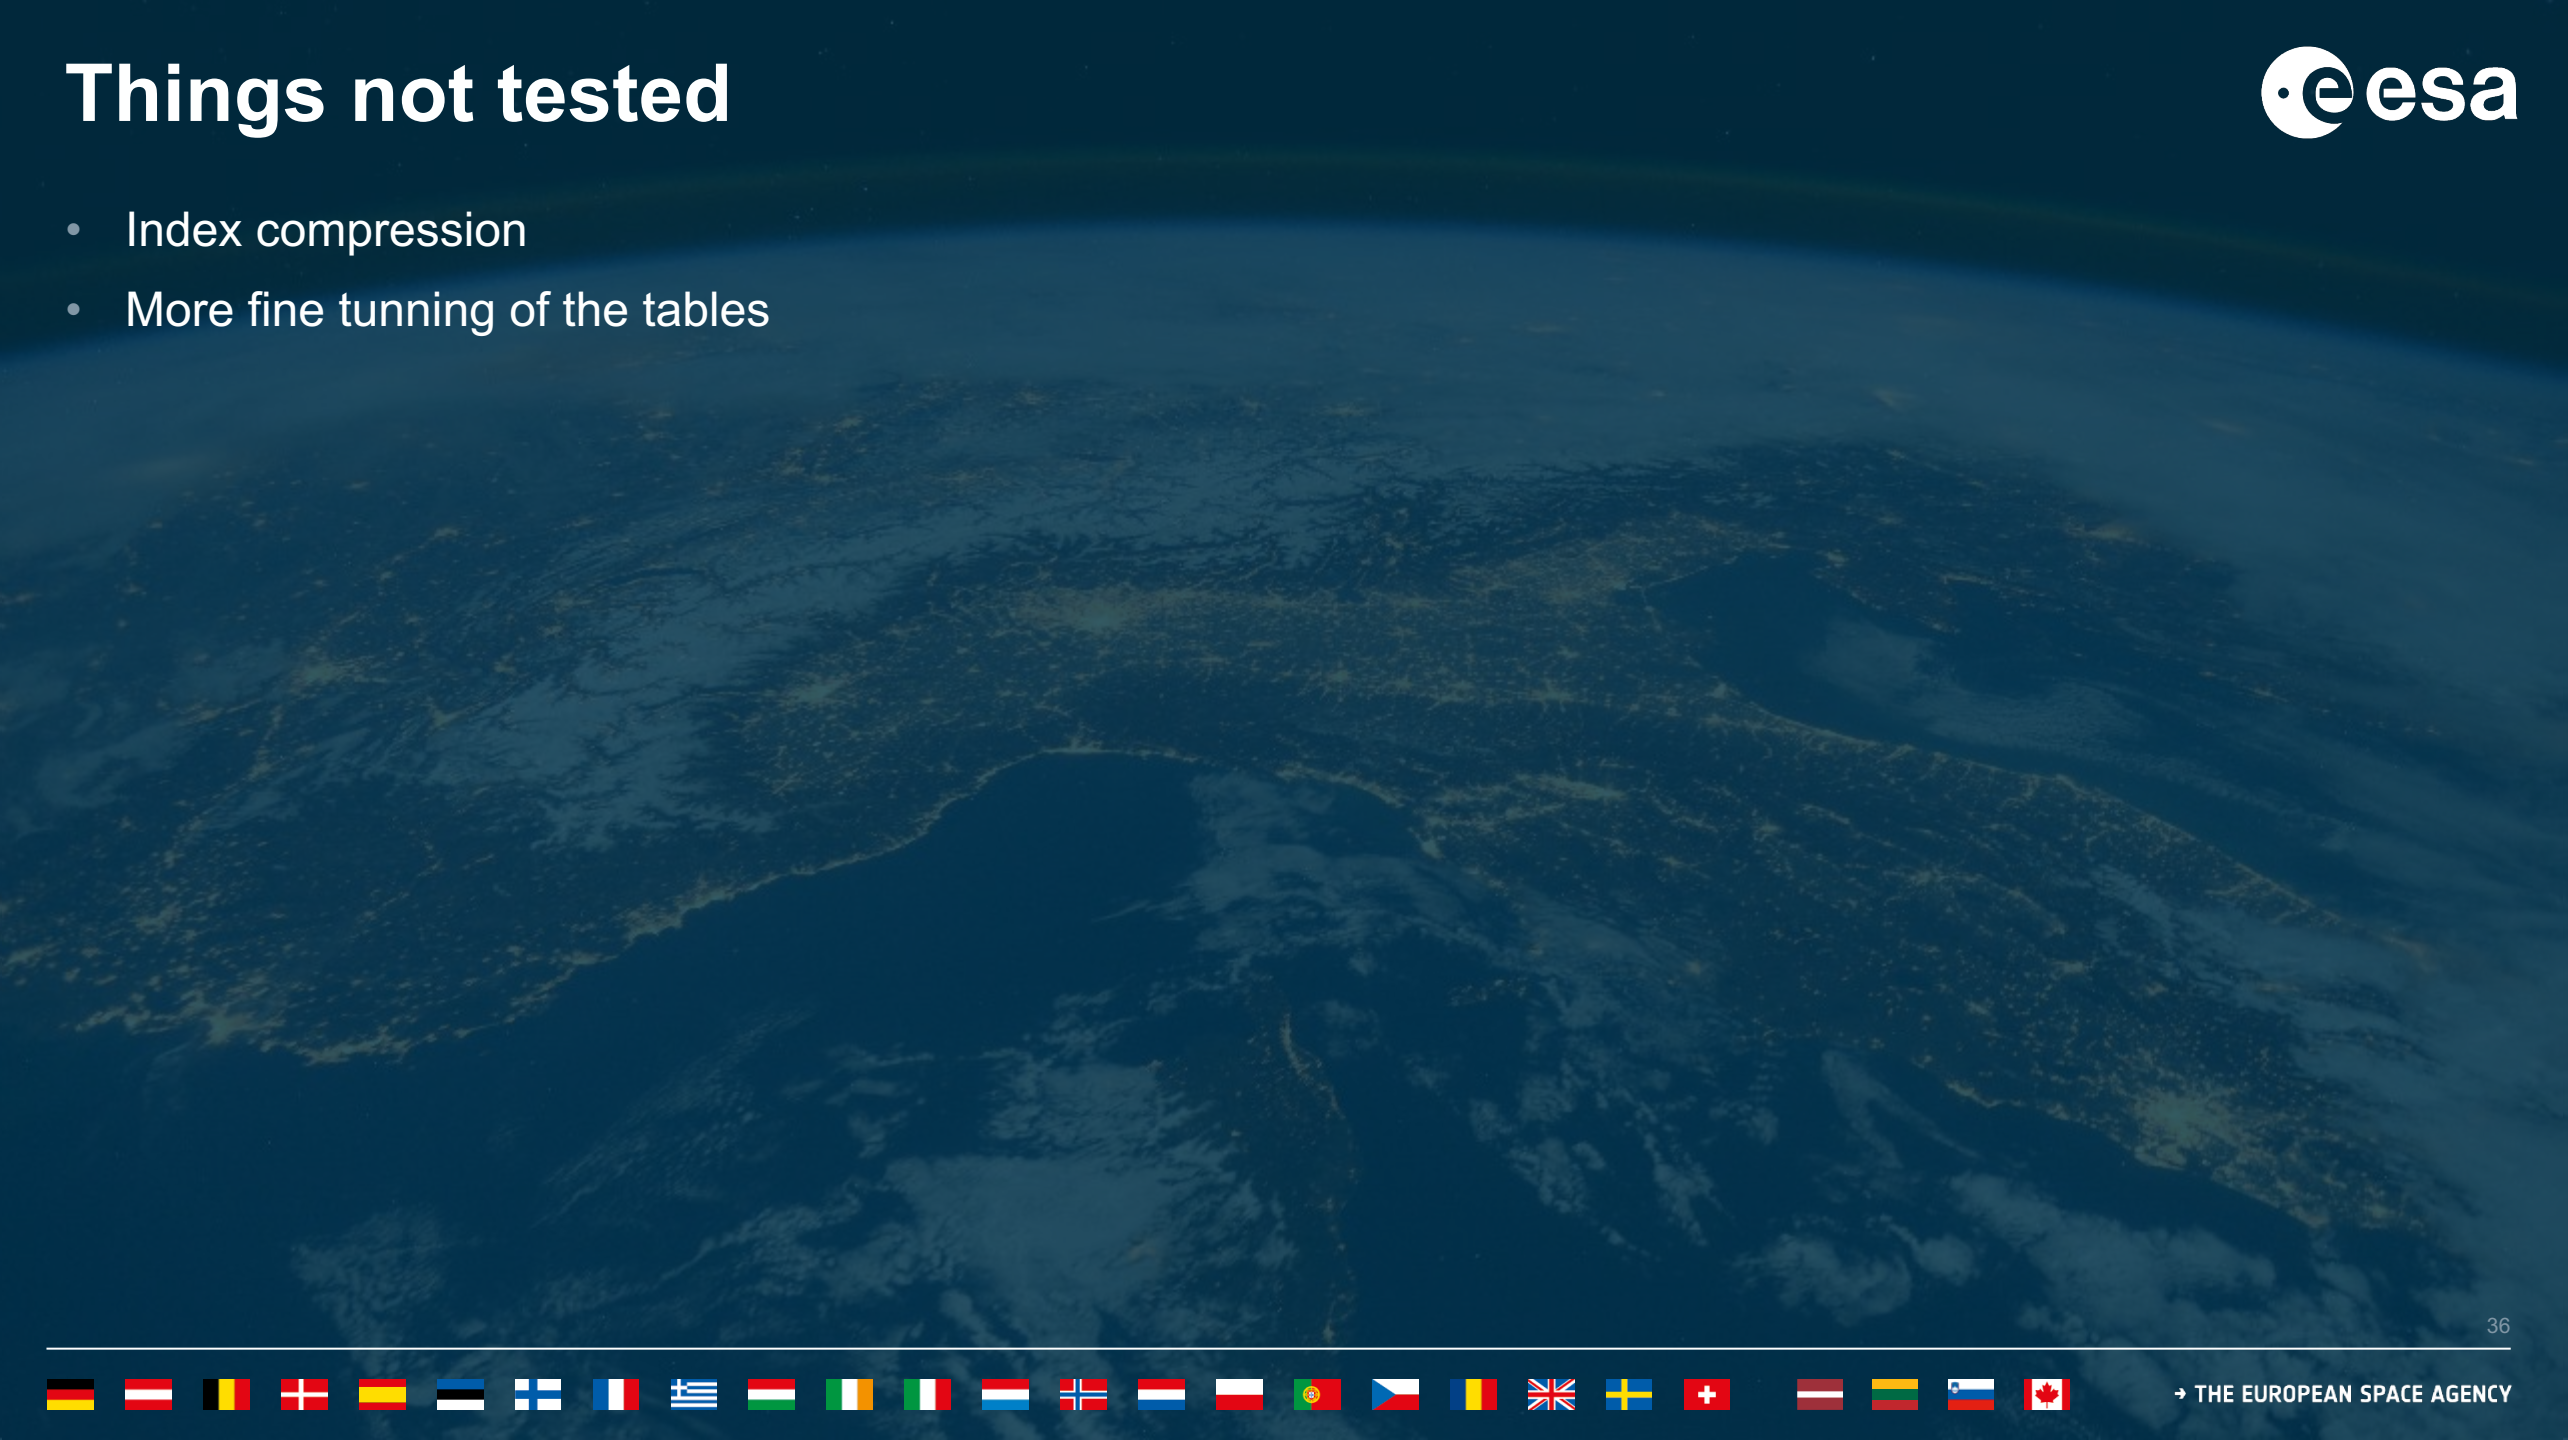 Things not tested
esa
• Index compression
• More fine tunning of the tables
36
→ THE EUROPEAN SPACE AGENCY